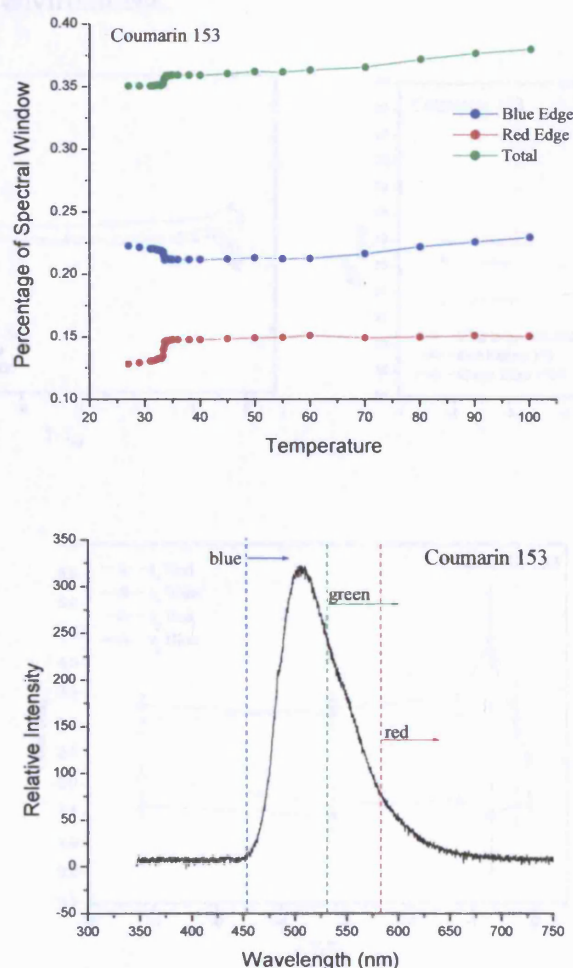 Coumarin 153
0.40
0.35
0.30
0.25
0.20
0.15
0.10
Percentage of Spectral Window
Blue Edge
Red Edge
Total
20 30 40 50 60 70 80 90 100
Temperature
350
300
250
200
150
100
50
0
-50
Relative Intensity
blue
Coumarin 153
green
red
300 350 400 450 500 550 600 650 700 750
Wavelength (nm)